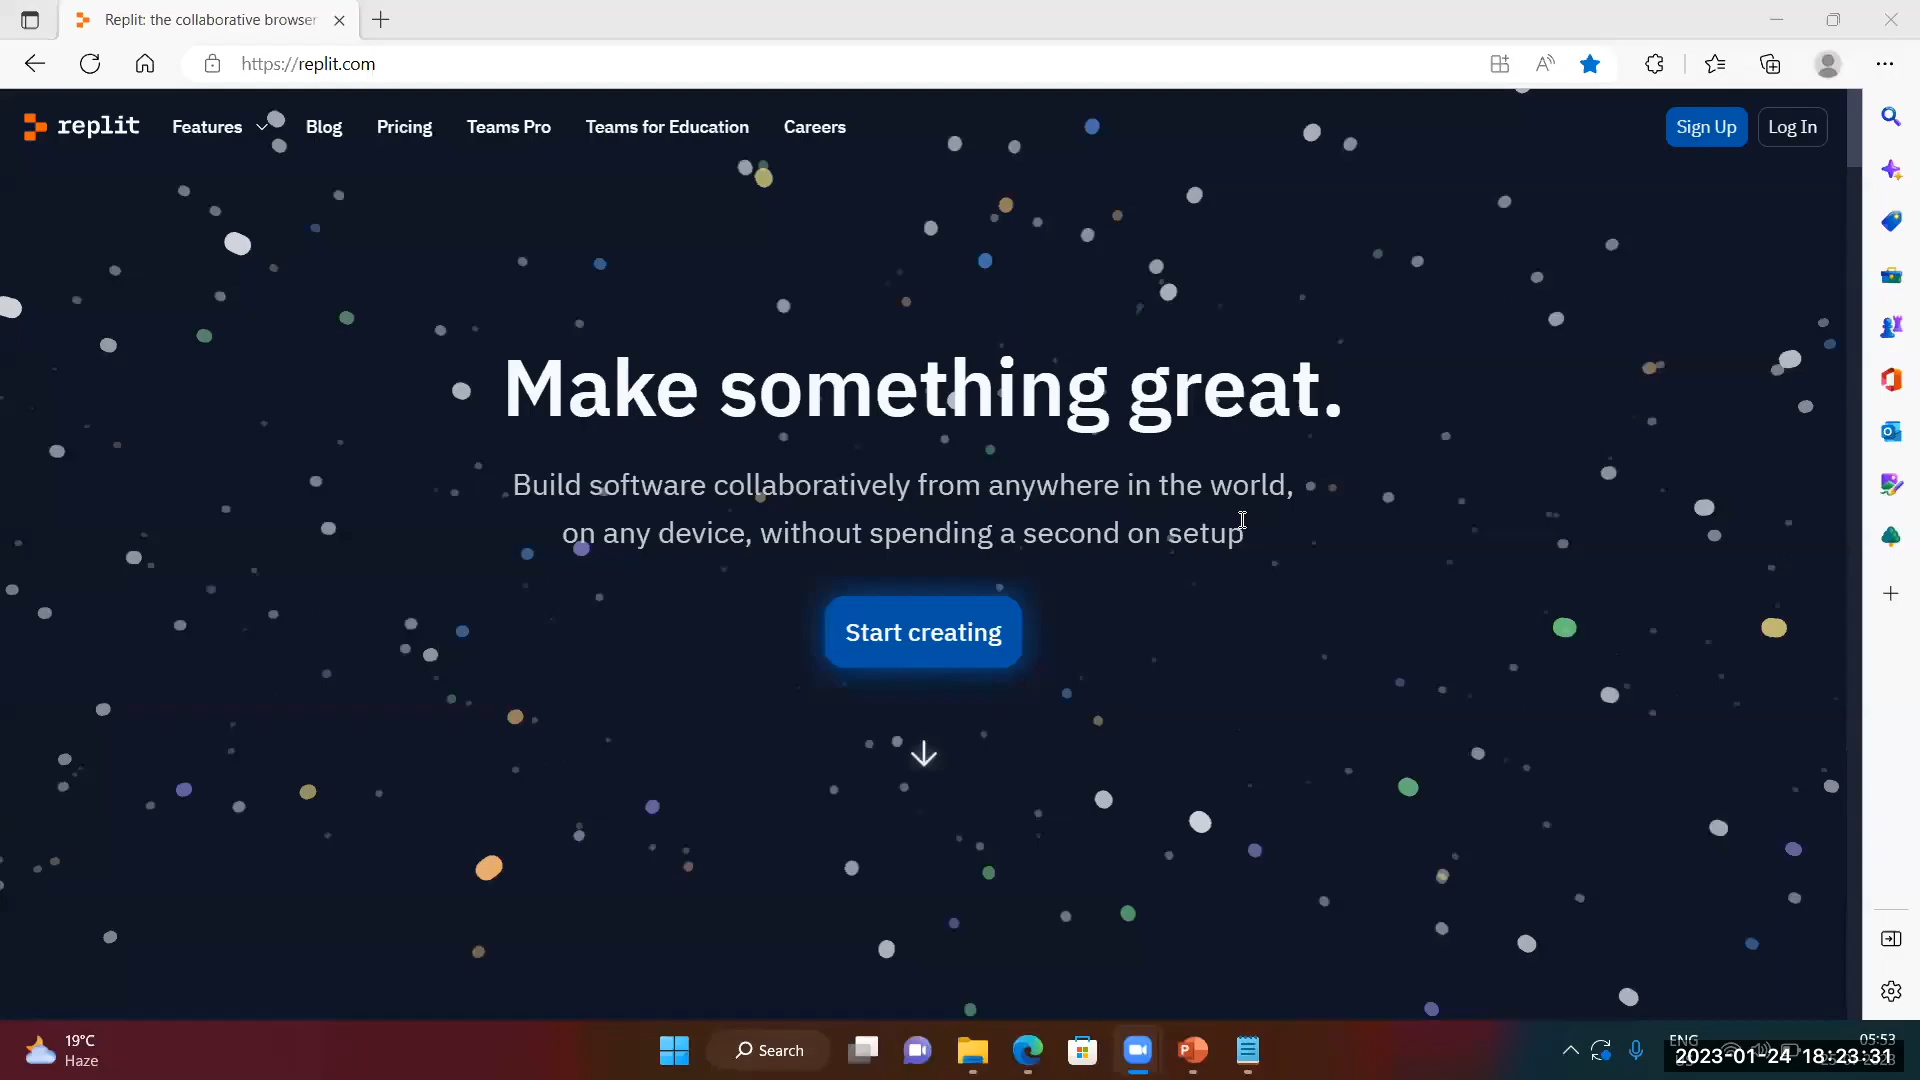 Replit: the collaborative browser
https://replit.com
replit
Features
Blog
Pricing
Teams Pro
Teams for Education
Careers
Sign Up
Log In
Make something great.
Build software collaboratively from anywhere in the world,
on any device, without spending a second on setup
Start creating
19°C
Haze
Search
ENG
05:53
2023-01-24 18:23:31